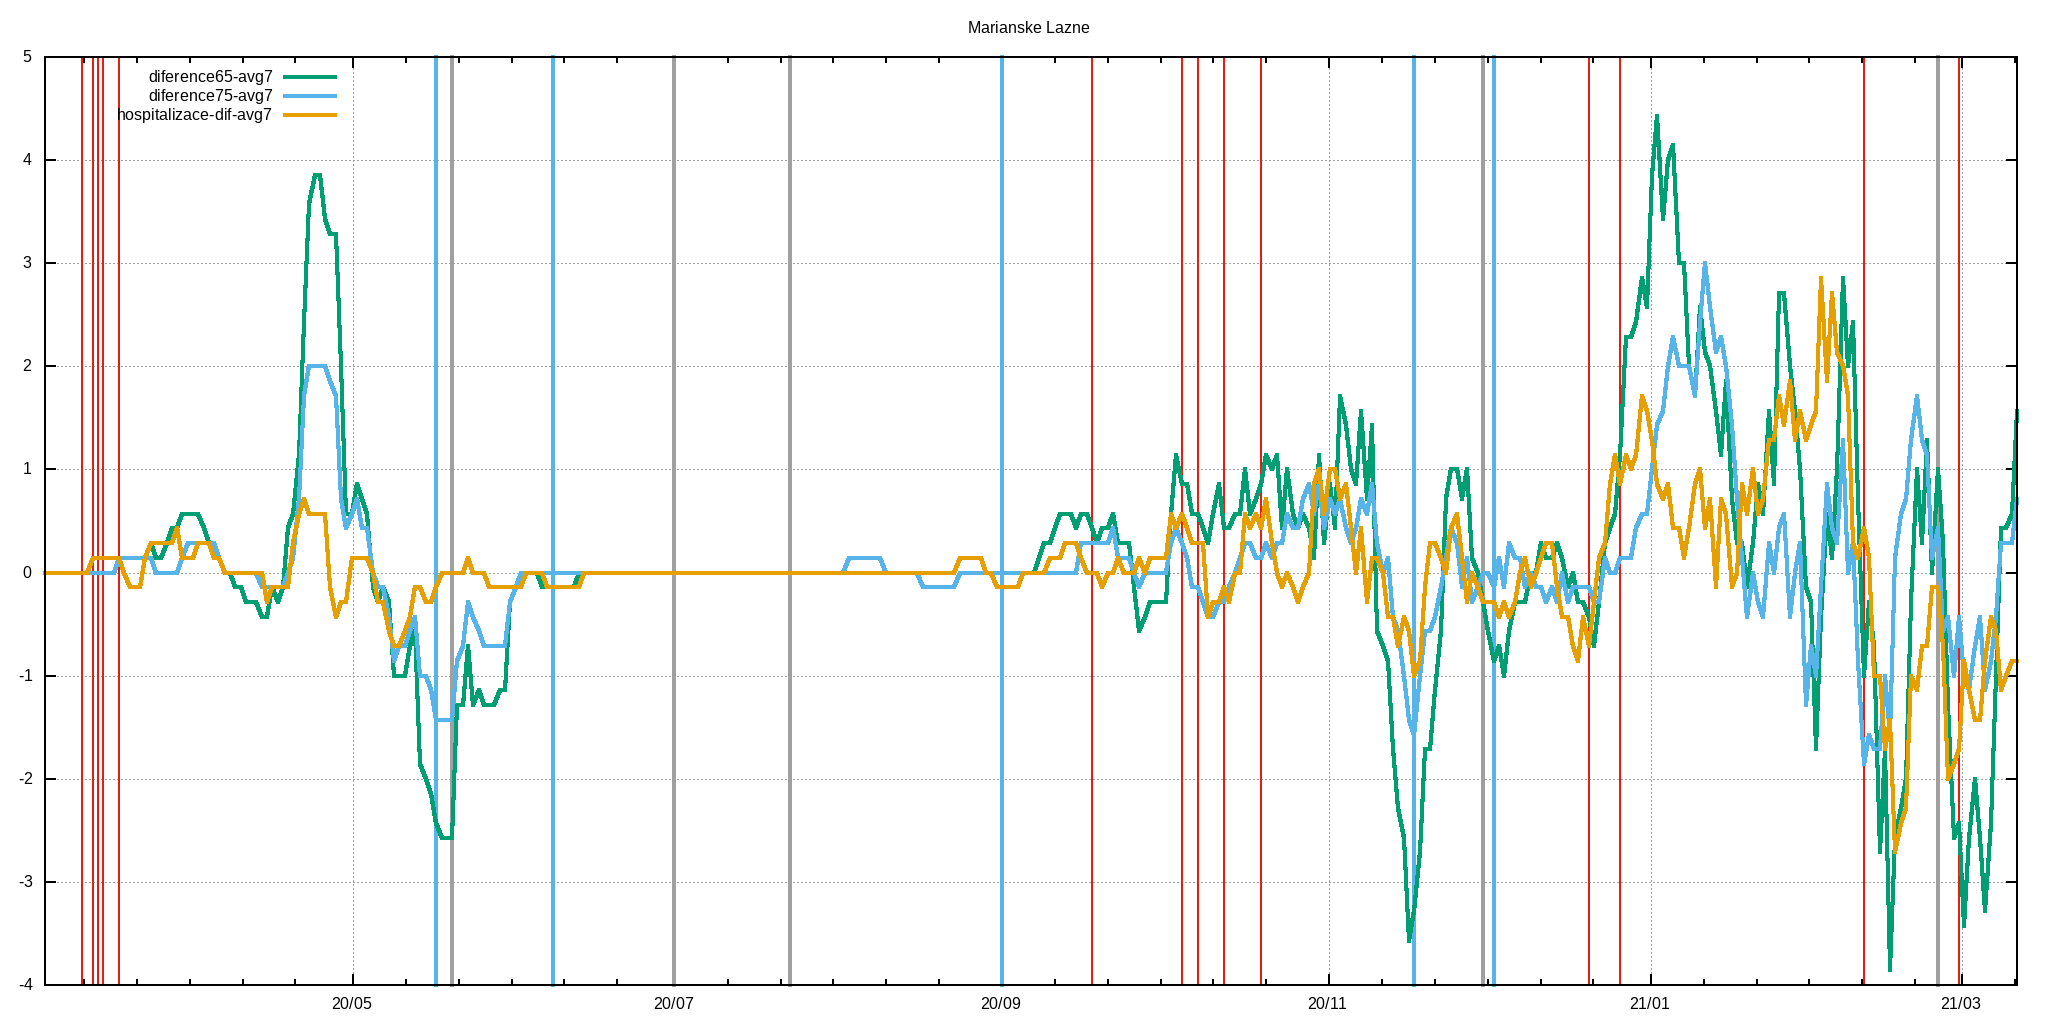 Marianske Lazne
diference65-avg7
diference75-avg7
hospitalizace-dif-avg7
5
4
3
2
1
0
-1
-2
-3
-4
20/05 20/07 20/09 20/11 21/01 21/03